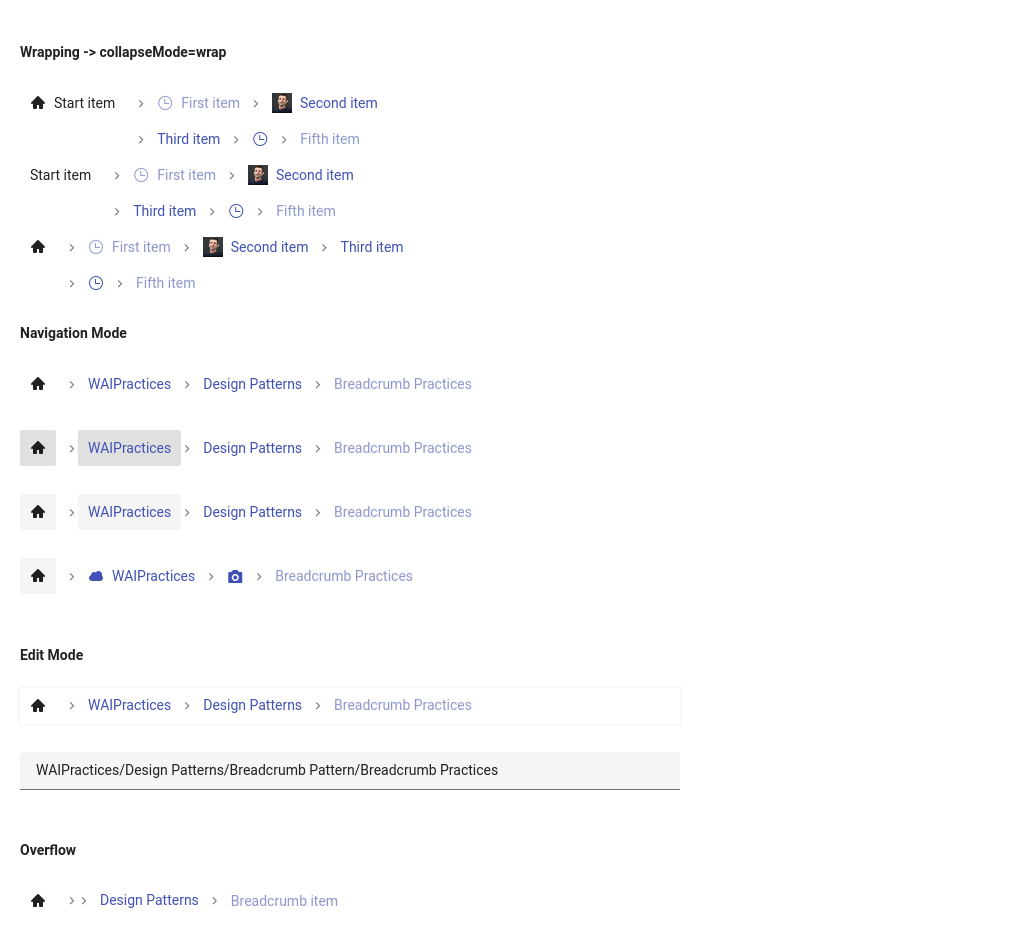 Wrapping -> collapseMode=wrap
Start item First item Second item
Third item Fifth item
Start item First item Second item
Third item Fifth item
First item Second item Third item
Fifth item
Navigation Mode
WAIPractices Design Patterns Breadcrumb Practices
WAIPractices Design Patterns Breadcrumb Practices
WAIPractices Design Patterns Breadcrumb Practices
WAIPractices Breadcrumb Practices
Edit Mode
WAIPractices Design Patterns Breadcrumb Practices
WAIPractices/Design Patterns/Breadcrumb Pattern/Breadcrumb Practices
Overflow
Design Patterns Breadcrumb item